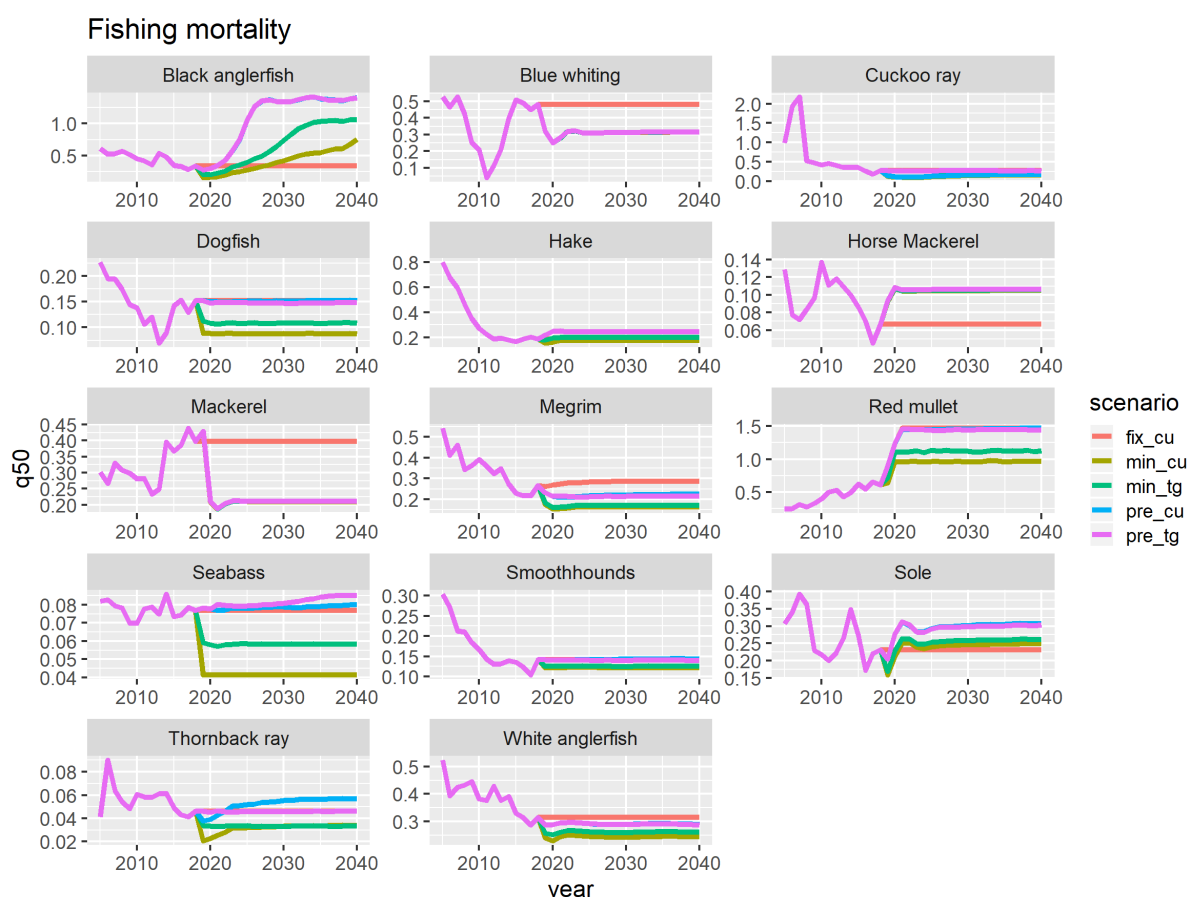 Fishing mortality
Black anglerfish
Blue whiting
Cuckoo ray
1.0
0.5
0.5
0.4
0.3
0.2
0.1
2.0
1.5
1.0
0.5
0.0
2010 2020 2030 2040
2010 2020 2030 2040
2010 2020 2030 2040
Dogfish
Hake
Horse Mackerel
0.20
0.15
0.10
0.8
0.6
0.4
0.2
0.14
0.12
0.10
0.08
0.06
2010 2020 2030 2040
2010 2020 2030 2040
2010 2020 2030 2040
Mackerel
Megrim
Red mullet
0.45
0.40
0.35
0.30
0.25
0.20
0.5
0.4
0.3
0.2
1.5
1.0
0.5
2010 2020 2030 2040
2010 2020 2030 2040
2010 2020 2030 2040
Seabass
Smoothhounds
Sole
0.08
0.07
0.06
0.05
0.04
0.30
0.25
0.20
0.15
0.10
0.40
0.35
0.30
0.25
0.20
0.15
2010 2020 2030 2040
2010 2020 2030 2040
2010 2020 2030 2040
Thornback ray
White anglerfish
0.08
0.06
0.04
0.02
0.5
0.4
0.3
2010 2020 2030 2040
2010 2020 2030 2040
q50
year
scenario
fix_cu
min_cu
min_tg
pre_cu
pre_tg